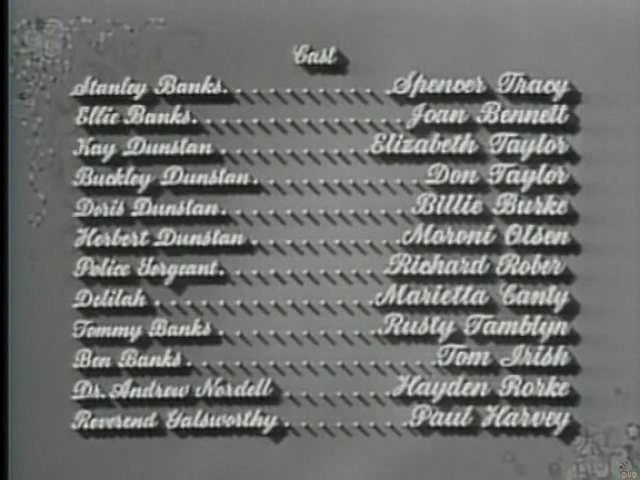 Cast
Stanley Banks. . . . . . . . . . Spencer Tracy
Ellie Banks. . . . . . . . . . . . Joan Bennett
Kay Dunstan . . . . . . . . . Elizabeth Taylor
Buckley Dunstan. . . . . . . . . . Don Taylor
Doris Dunstan. . . . . . . . . . . Billie Burke
Herbert Dunstan . . . . . . . . Moroni Olsen
Police Sergeant. . . . . . . . . Richard Rober
Delilah . . . . . . . . . . . . Marietta Canty
Tommy Banks . . . . . . . . . Rusty Tamblyn
Ben Banks. . . . . . . . . . . . . . Tom Irish
Dr. Andrew Nordell . . . . . . Hayden Rorke
Reverend Galsworthy . . . . . . . Paul Harvey